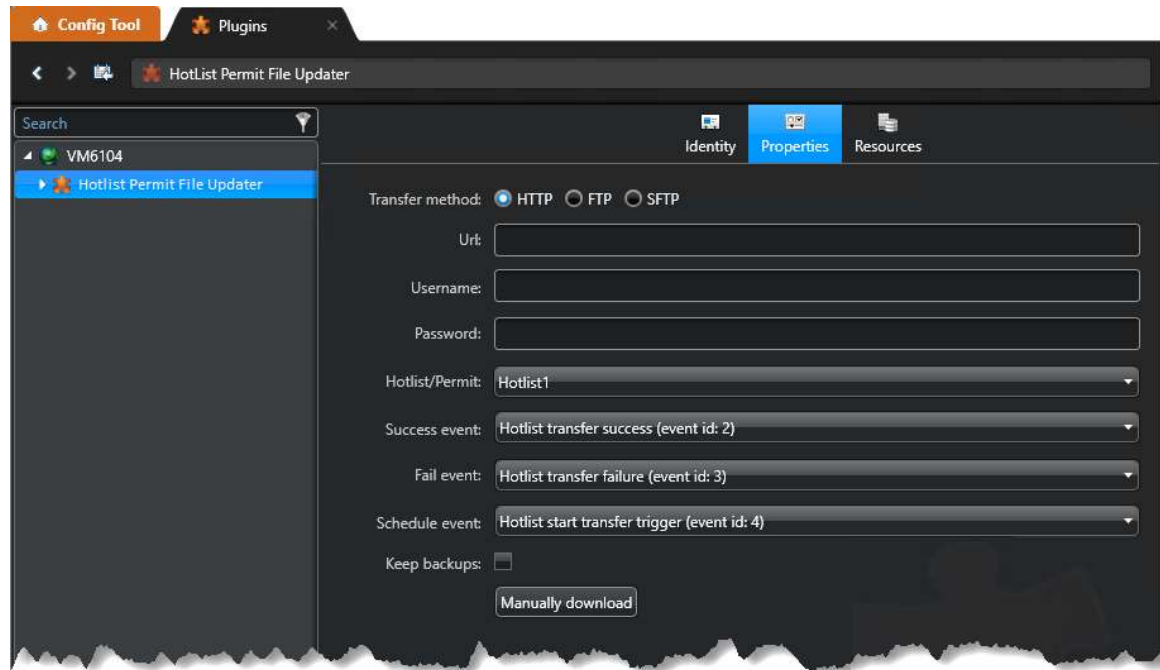 Config Tool
Plugins
HotList Permit File Updater
Search
VM6104
Hotlist Permit File Updater
Identity
Properties
Resources
Transfer method: HTTP FTP SFTP
Url:
Username:
Password:
Hotlist/Permit: Hotlist1
Success event: Hotlist transfer success (event id: 2)
Fail event: Hotlist transfer failure (event id: 3)
Schedule event: Hotlist start transfer trigger (event id: 4)
Keep backups:
Manually download